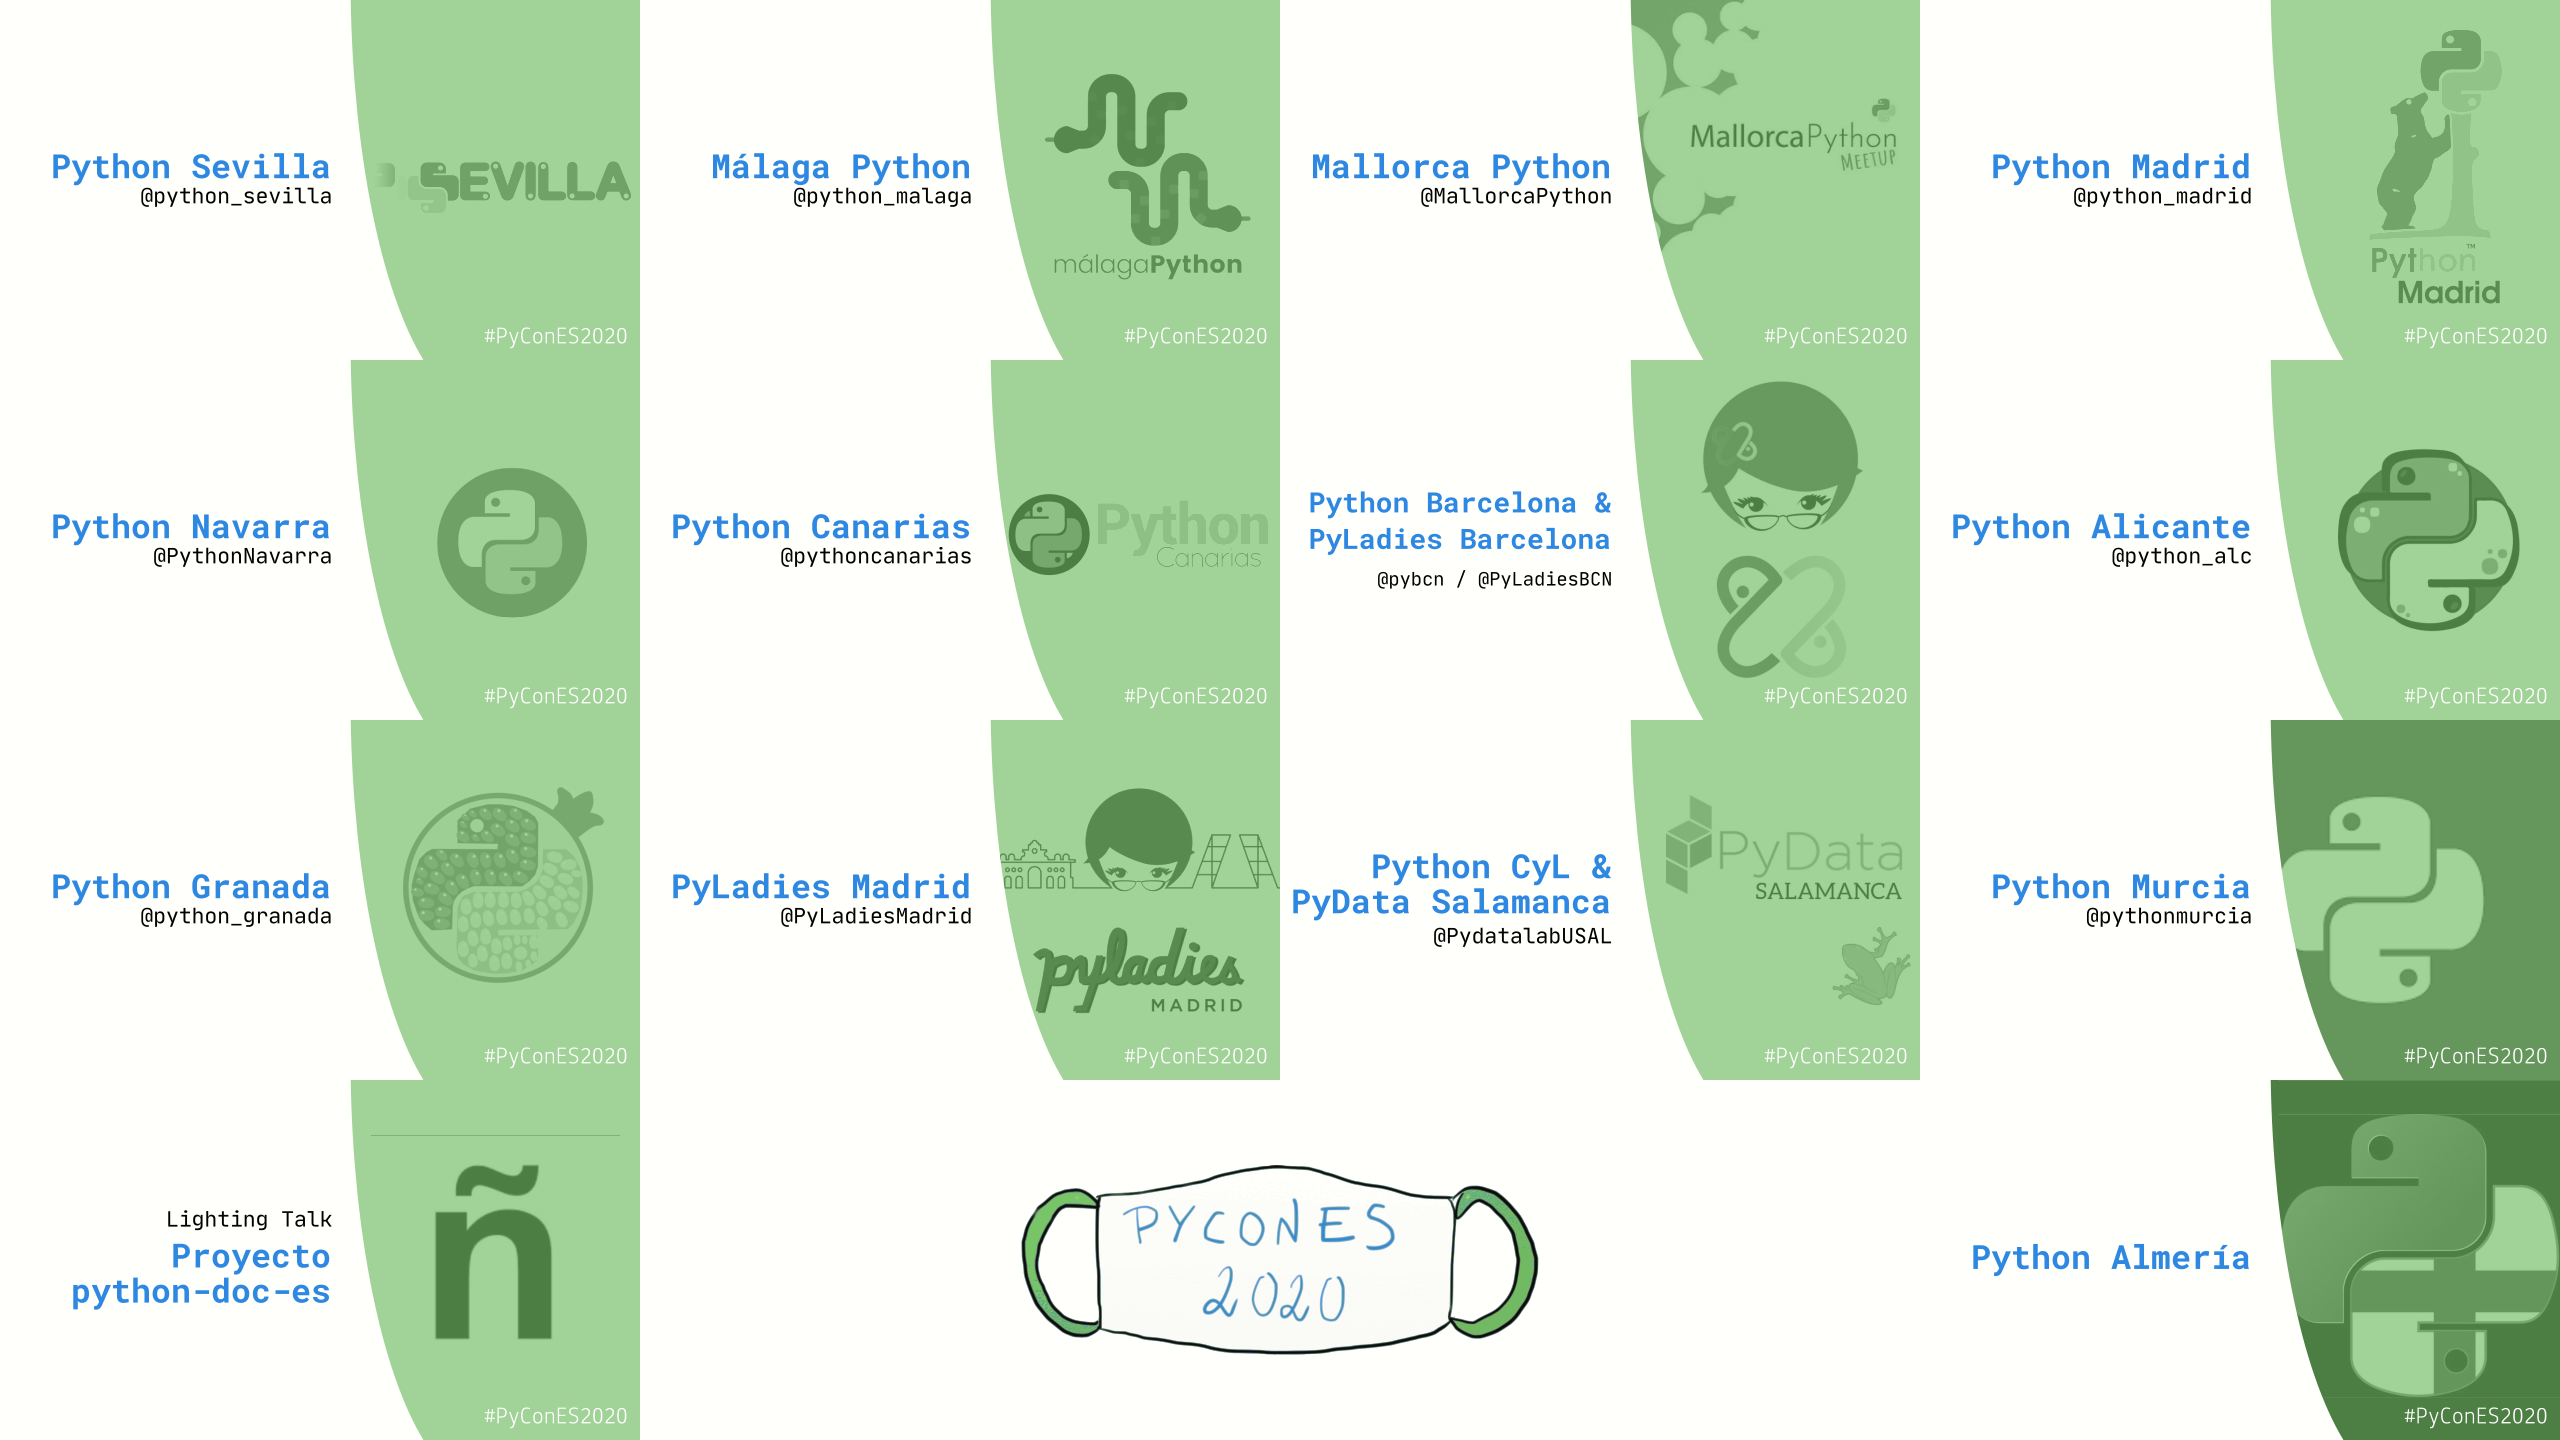 Python Sevilla
@python_sevilla
SEVILLA
#PyConES2020
Málaga Python
@python_malaga
málagaPython
#PyConES2020
Mallorca Python
@MallorcaPython
MallorcaPython
MEETUP
#PyConES2020
Python Madrid
@python_madrid
Python™
Madrid
#PyConES2020
Python Navarra
@PythonNavarra
#PyConES2020
Python Canarias
@pythoncanarias
Python
Canarias
#PyConES2020
Python Barcelona &
PyLadies Barcelona
@pybcn / @PyLadiesBCN
#PyConES2020
Python Alicante
@python_alc
#PyConES2020
Python Granada
@python_granada
#PyConES2020
PyLadies Madrid
@PyLadiesMadrid
pyladies
MADRID
#PyConES2020
Python CyL &
PyData Salamanca
@PydatalabUSAL
PyData
SALAMANCA
#PyConES2020
Python Murcia
@pythonmurcia
#PyConES2020
Lighting Talk
Proyecto
python-doc-es
ñ
#PyConES2020
PYCONES
2020
Python Almería
#PyConES2020